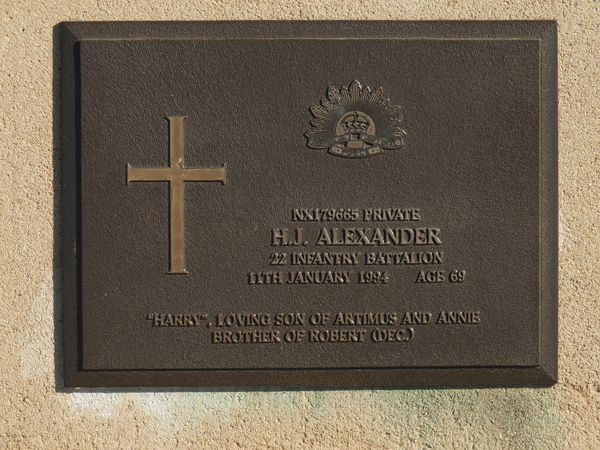 NX179665 PRIVATE
H.J. ALEXANDER
22 INFANTRY BATTALION
11TH JANUARY 1994 AGE 69
"HARRY", LOVING SON OF ARTIMUS AND ANNIE
BROTHER OF ROBERT (DEC.)